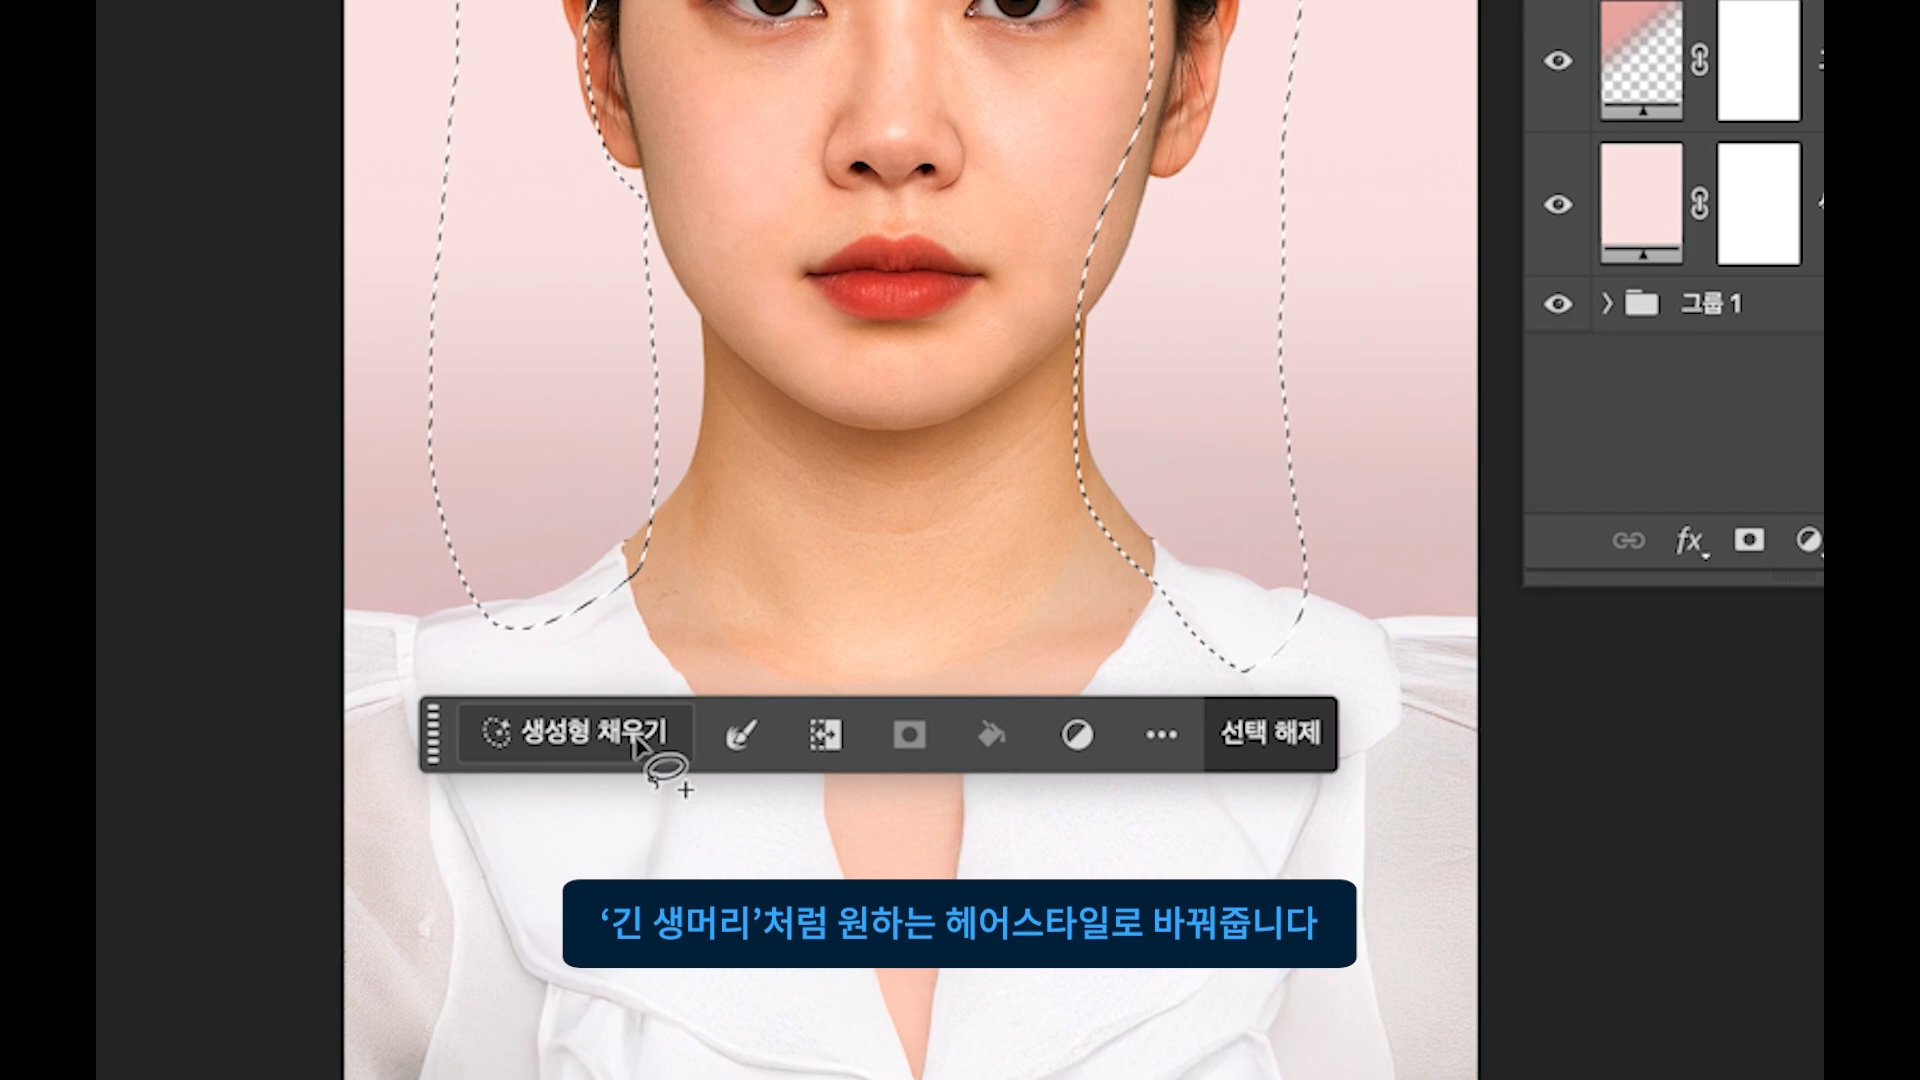 그룹 1
fx
생성형 채우기
선택 해제
‘긴 생머리’처럼 원하는 헤어스타일로 바꿔줍니다